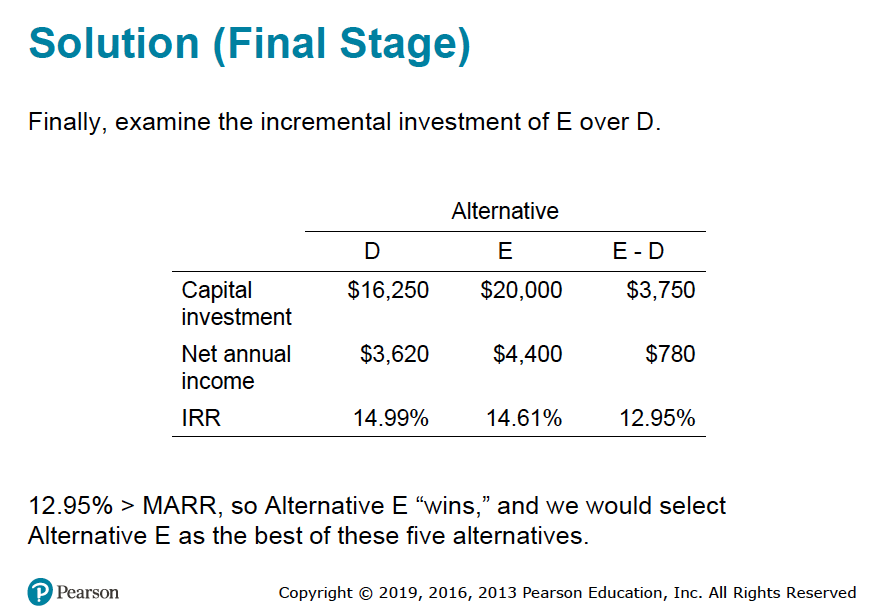 Solution (Final Stage)
Finally, examine the incremental investment of E over D.
Alternative
D E E - D
Capital investment $16,250 $20,000 $3,750
Net annual income $3,620 $4,400 $780
IRR 14.99% 14.61% 12.95%
12.95% > MARR, so Alternative E “wins,” and we would select
Alternative E as the best of these five alternatives.
P Pearson
Copyright © 2019, 2016, 2013 Pearson Education, Inc. All Rights Reserved